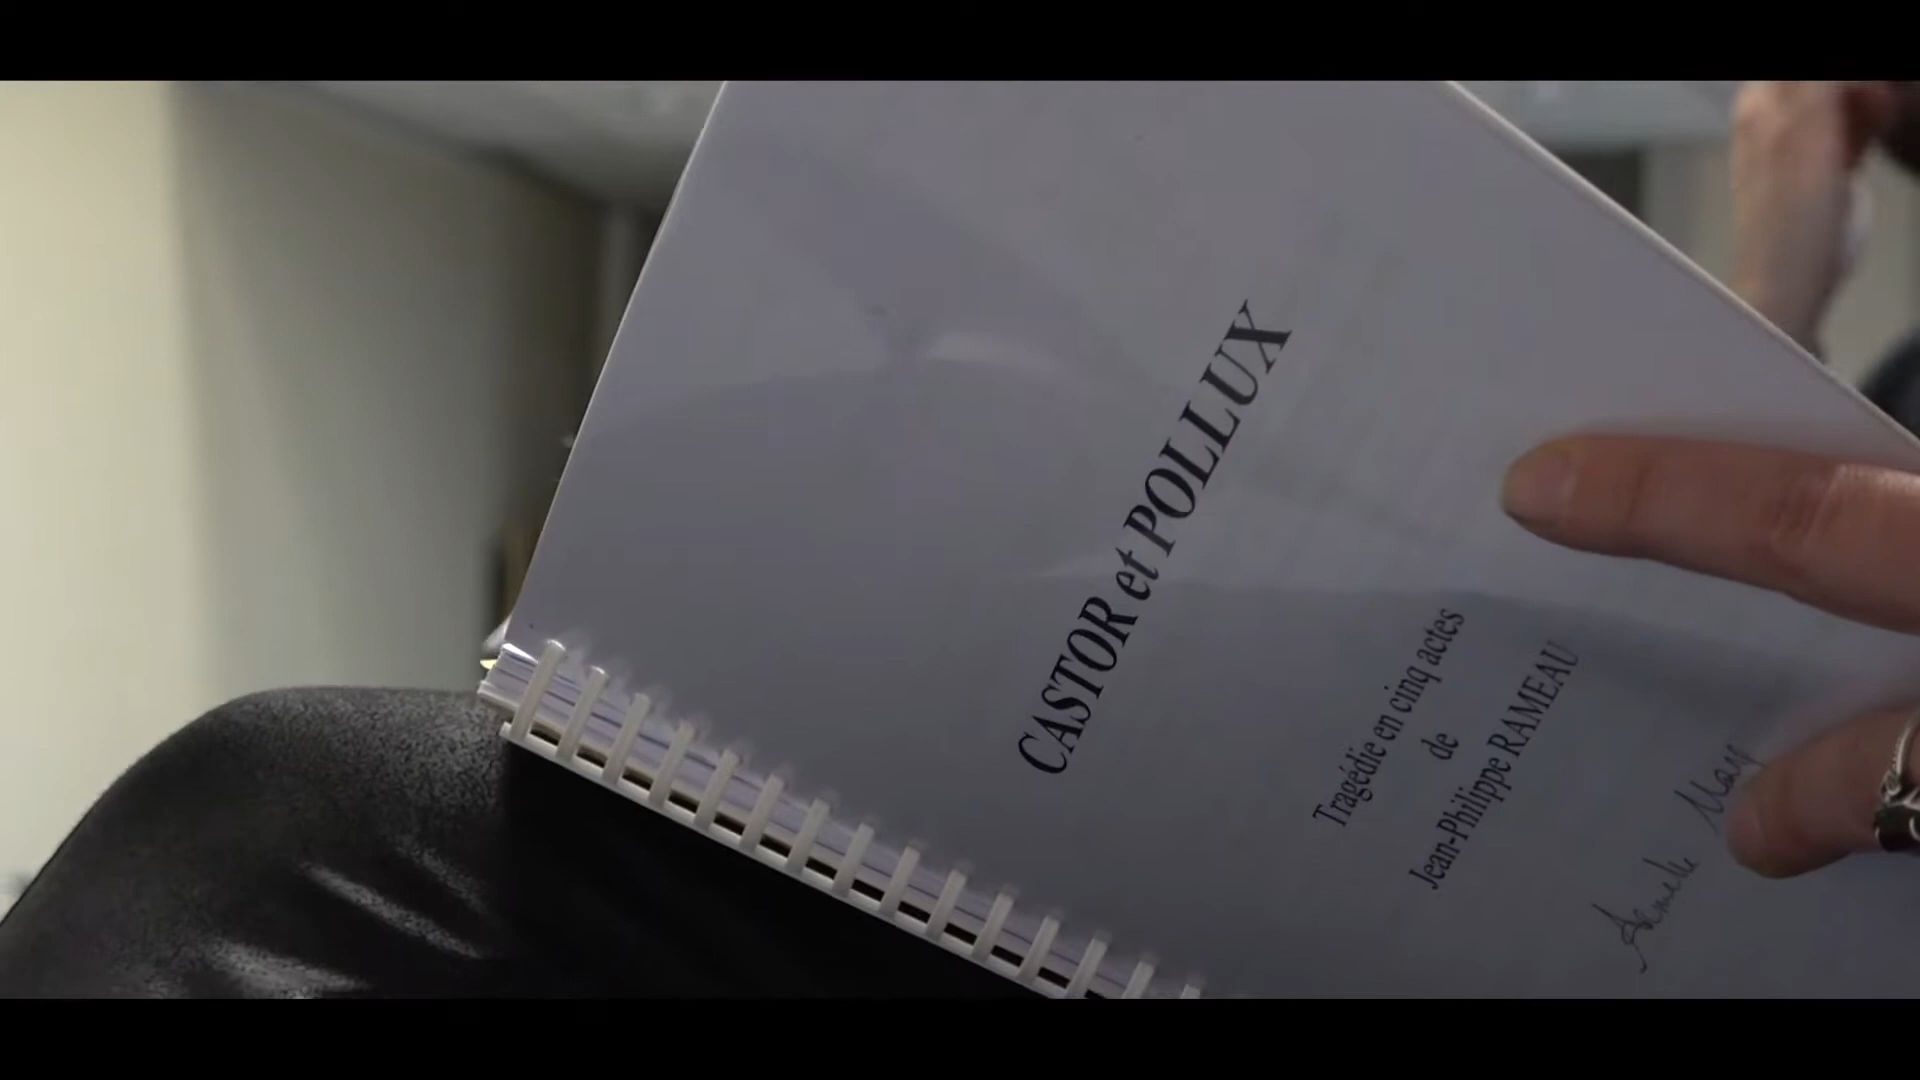 CASTOR et POLLUX
Tragédie en cinq actes
de
Jean-Philippe RAMEAU